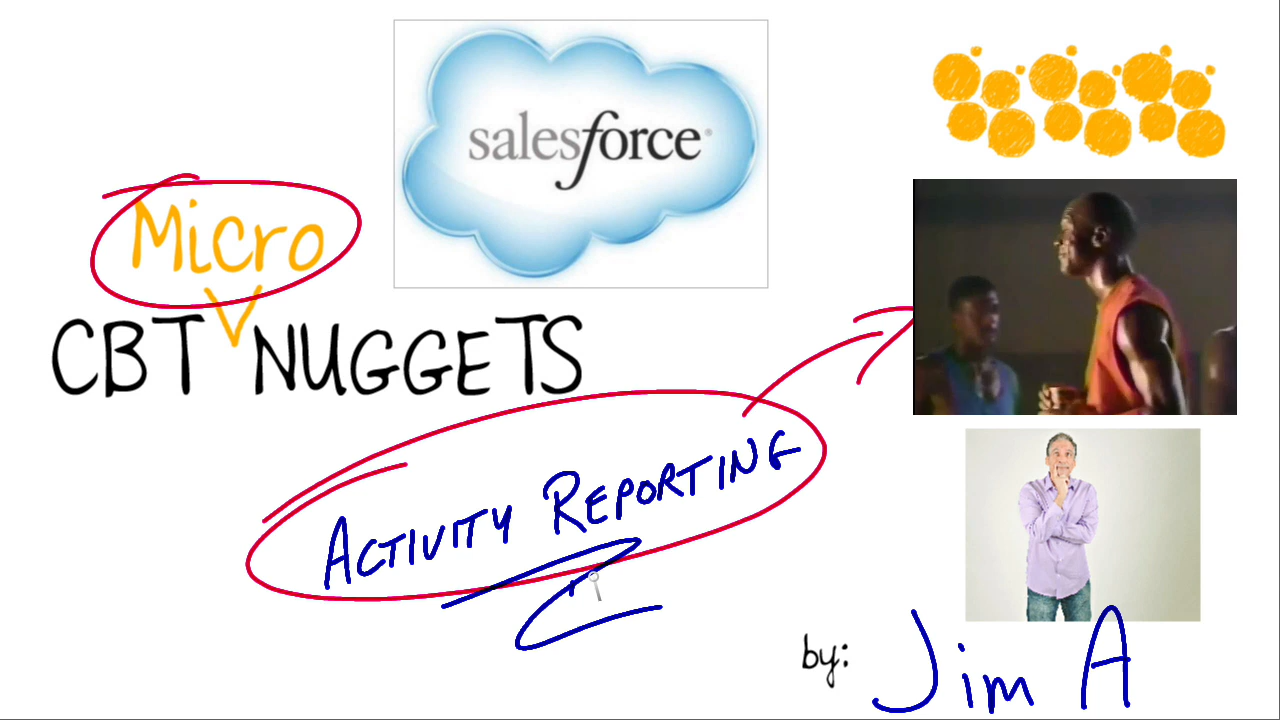 salesforce
Micro
CBT NUGGETS
ACTIVITY REPORTING
by: Jim A